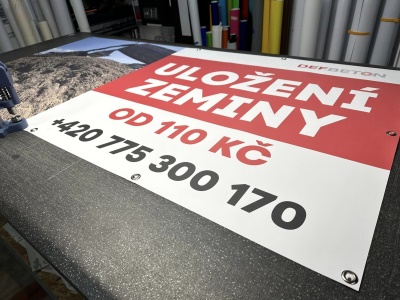 DEFBETON
ULOŽENÍ
ZEMINY
OD 110 KČ
+420 775 300 170